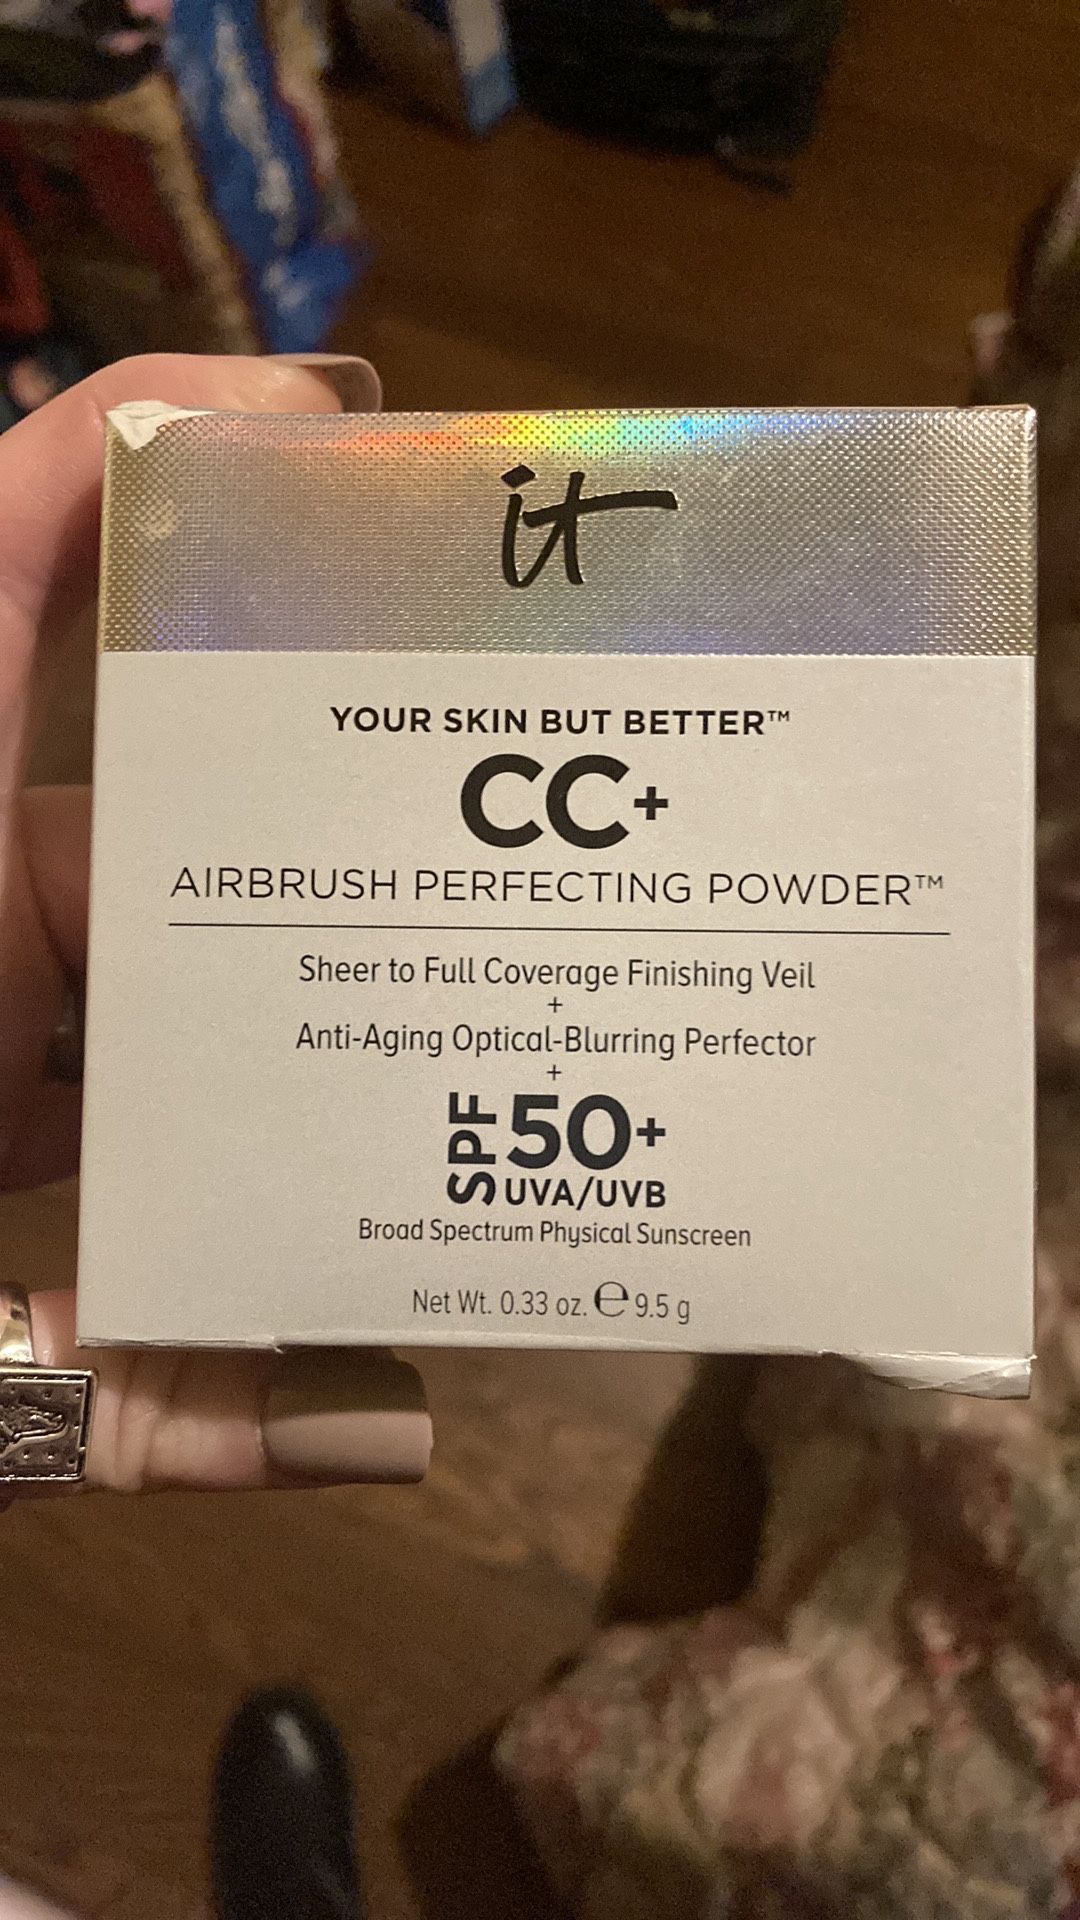 it
YOUR SKIN BUT BETTER™
CC+
AIRBRUSH PERFECTING POWDER™
Sheer to Full Coverage Finishing Veil
+
Anti-Aging Optical-Blurring Perfector
+
SPF 50+
UVA/UVB
Broad Spectrum Physical Sunscreen
Net Wt. 0.33 oz. ℮ 9.5 g